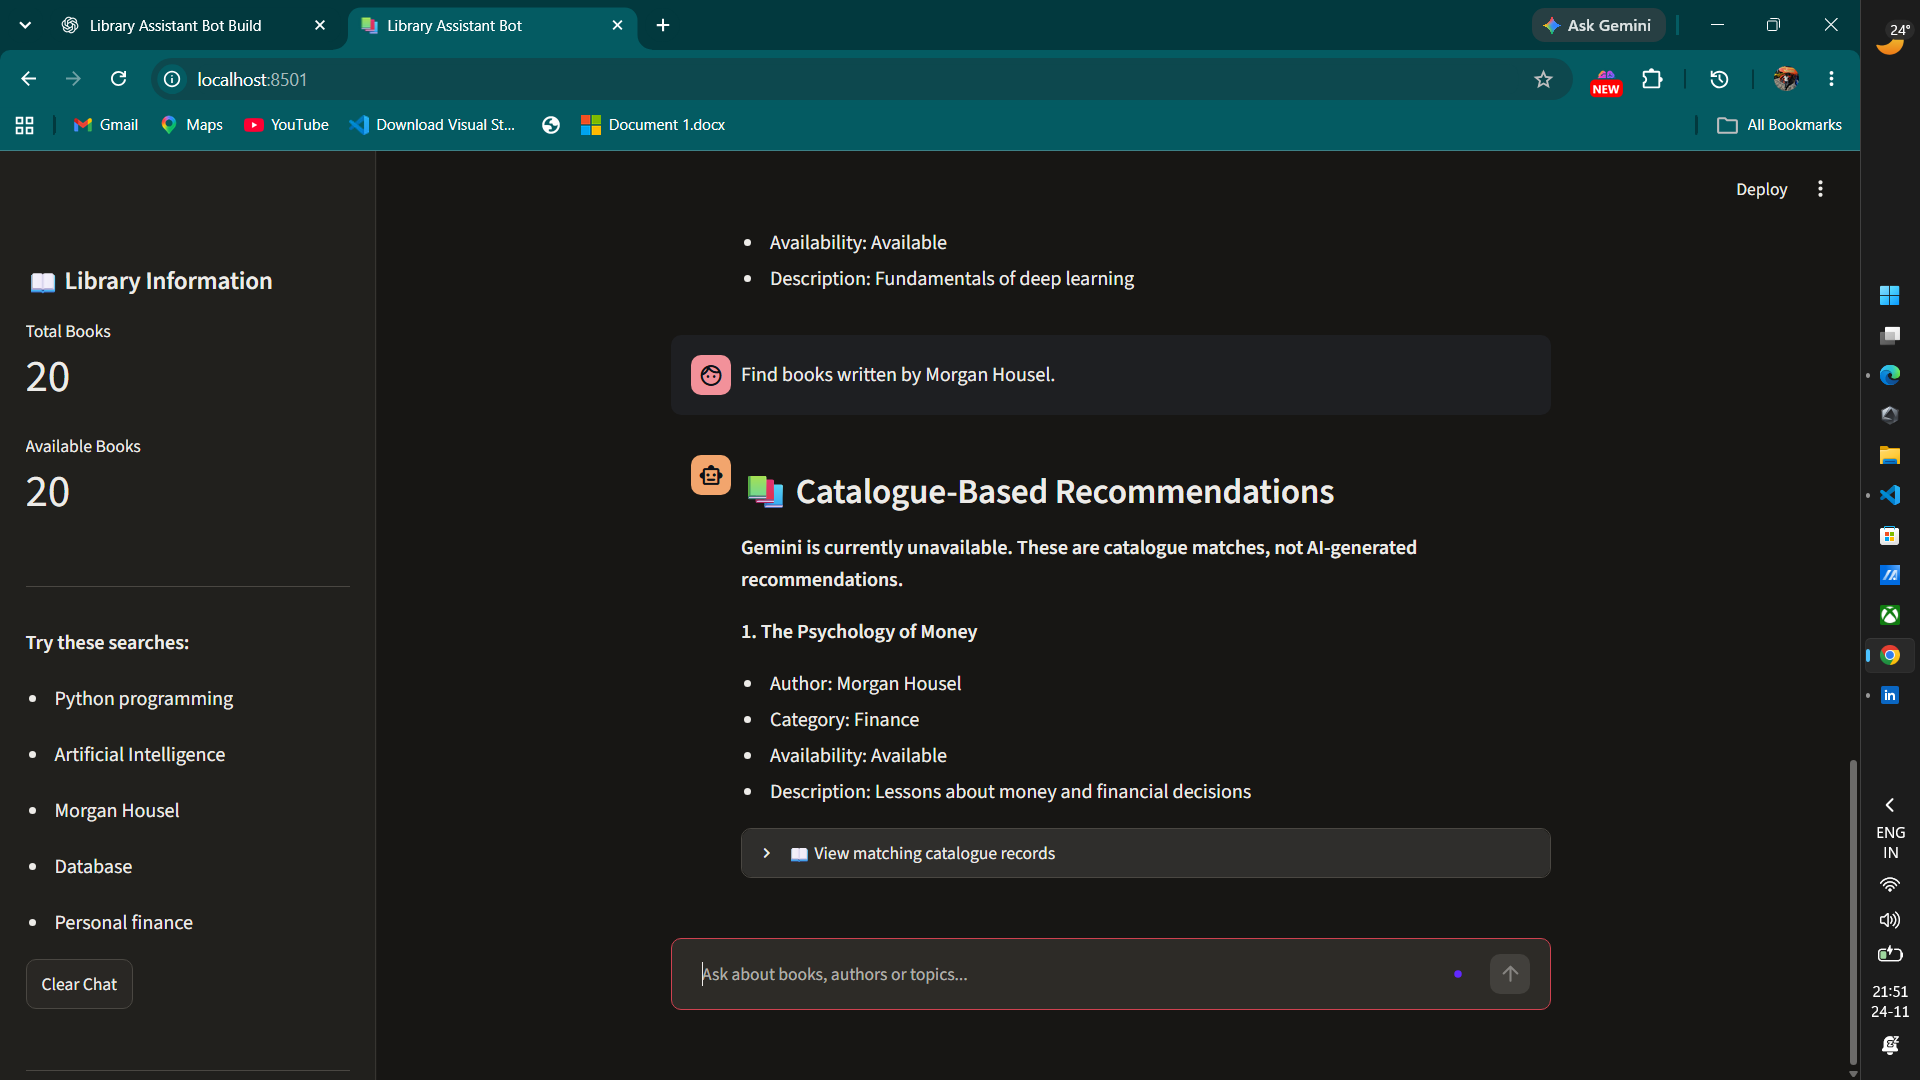 Library Assistant Bot Build
Library Assistant Bot
Ask Gemini
localhost:8501
NEW
Gmail
Maps
YouTube
Download Visual St...
Document 1.docx
All Bookmarks
24°
Deploy
📖 Library Information
Total Books
20
Available Books
20
Try these searches:
• Python programming
• Artificial Intelligence
• Morgan Housel
• Database
• Personal finance
Clear Chat
• Availability: Available
• Description: Fundamentals of deep learning
Find books written by Morgan Housel.
📚 Catalogue-Based Recommendations
Gemini is currently unavailable. These are catalogue matches, not AI-generated
recommendations.
1. The Psychology of Money
• Author: Morgan Housel
• Category: Finance
• Availability: Available
• Description: Lessons about money and financial decisions
📖 View matching catalogue records
Ask about books, authors or topics...
in
ENG
IN
21:51
24-11